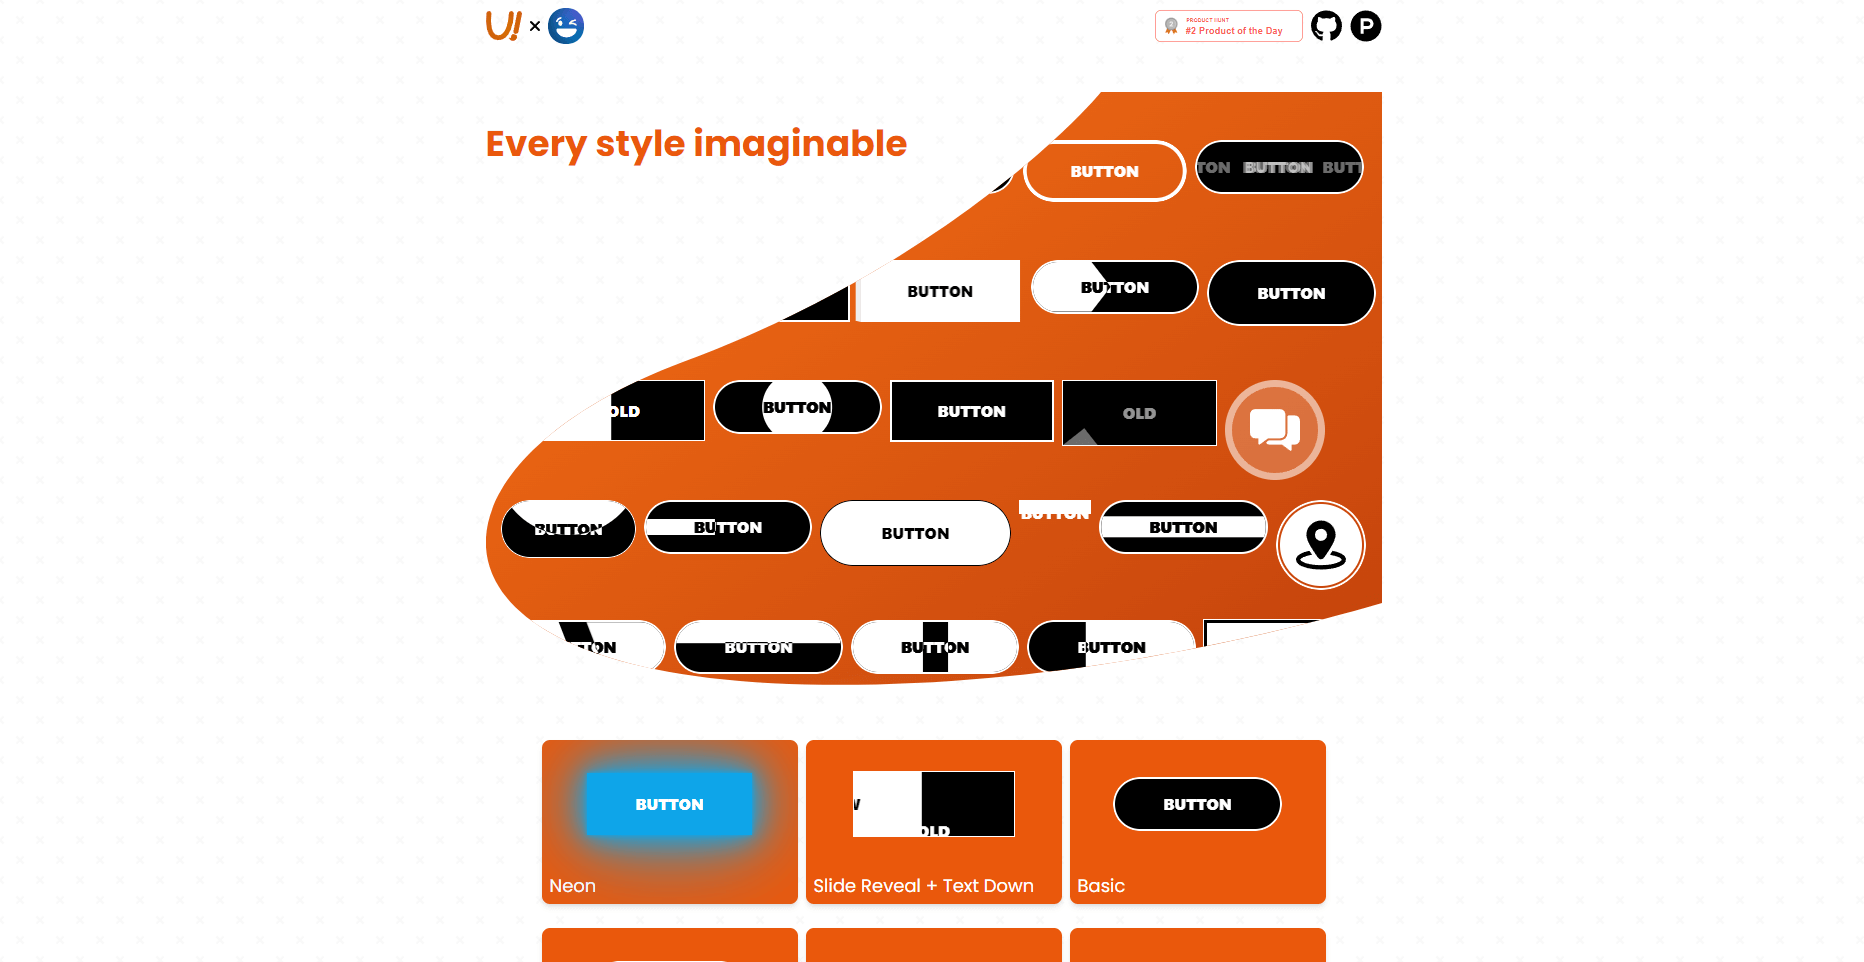 U!
×
PRODUCT HUNT
2
#2 Product of the Day
P
Every style imaginable
BUTTON
TON BUTTON BUTT
BUTTON
BUTTON
BUTTON
OLD
BUTTON
BUTTON
OLD
BUTTON
BUTTON
BUTTON
BUTTON
BUTTON
TON
BUTTON
BUTTON
BUTTON
BUTTON
OLD
BUTTON
Neon
Slide Reveal + Text Down
Basic